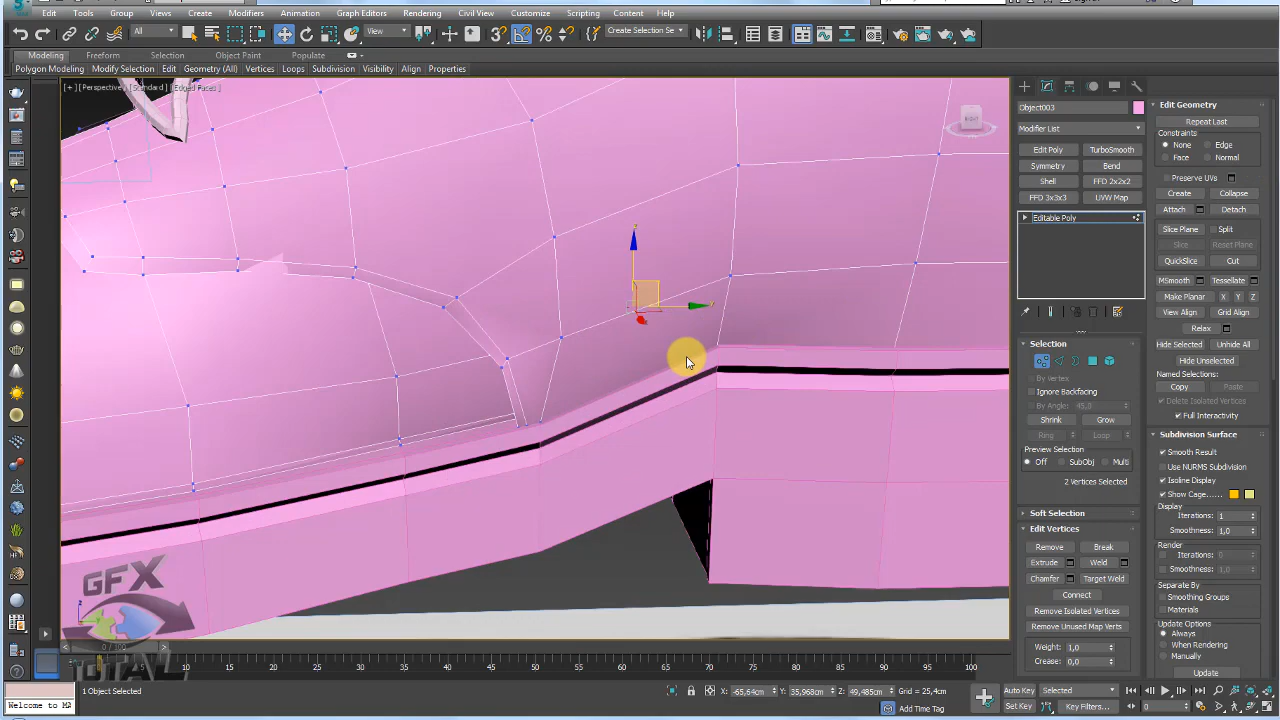 Edit Tools Group Views Create Modifiers Animation Graph Editors Rendering Civil View Customize Scripting Content Help
All View Create Selection Se
Modeling Freeform Selection Object Paint Populate
Polygon Modeling Modify Selection Edit Geometry (All) Vertices Loops Subdivision Visibility Align Properties
[+] [Perspective] [Standard] [Edged Faces]
RIGHT
Object003
Modifier List
Edit Poly TurboSmooth
Symmetry Bend
Shell FFD 2x2x2
FFD 3x3x3 UVW Map
Editable Poly
Selection
By Vertex
Ignore Backfacing
By Angle: 45,0
Shrink Grow
Ring Loop
Preview Selection
Off SubObj Multi
2 Vertices Selected
Soft Selection
Edit Vertices
Remove Break
Extrude Weld
Chamfer Target Weld
Connect
Remove Isolated Vertices
Remove Unused Map Verts
Weight: 1,0
Crease: 0,0
Edit Geometry
Repeat Last
Constraints
None Edge
Face Normal
Preserve UVs
Create Collapse
Attach Detach
Slice Plane Split
Slice Reset Plane
QuickSlice Cut
MSmooth Tessellate
Make Planar X Y Z
View Align Grid Align
Relax
Hide Selected Unhide All
Hide Unselected
Named Selections:
Copy Paste
Delete Isolated Vertices
Full Interactivity
Subdivision Surface
Smooth Result
Use NURMS Subdivision
Isoline Display
Show Cage......
Display
Iterations: 1
Smoothness: 1,0
Render
Iterations: 0
Smoothness: 1,0
Separate By
Smoothing Groups
Materials
Update Options
Always
When Rendering
Manually
Update
GFX
TOTAL
0 / 100
10 15 20 25 30 35 40 45 50 55 60 65 70 75 80 85 90 95 100
1 Object Selected X: -65,64cm Y: 35,968cm Z: 49,485cm Grid = 25,4cm Auto Key Selected
Welcome to MA Add Time Tag Set Key Key Filters... 0